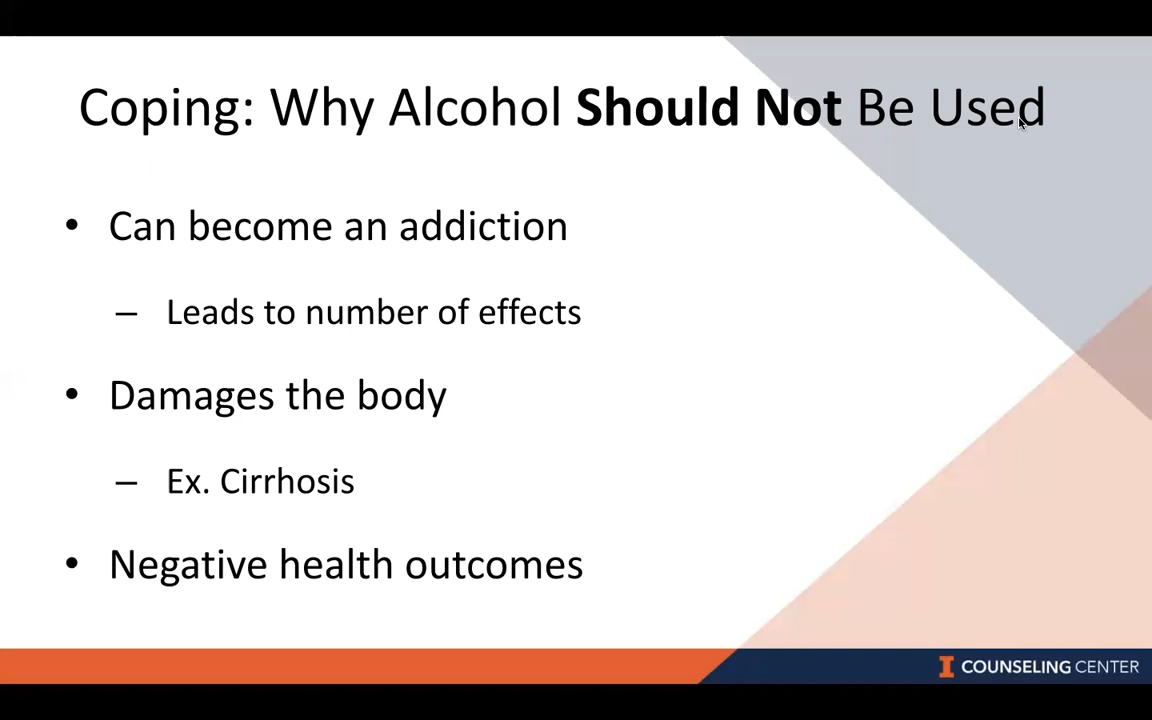 Coping: Why Alcohol Should Not Be Used
• Can become an addiction
– Leads to number of effects
• Damages the body
– Ex. Cirrhosis
• Negative health outcomes
I COUNSELING CENTER